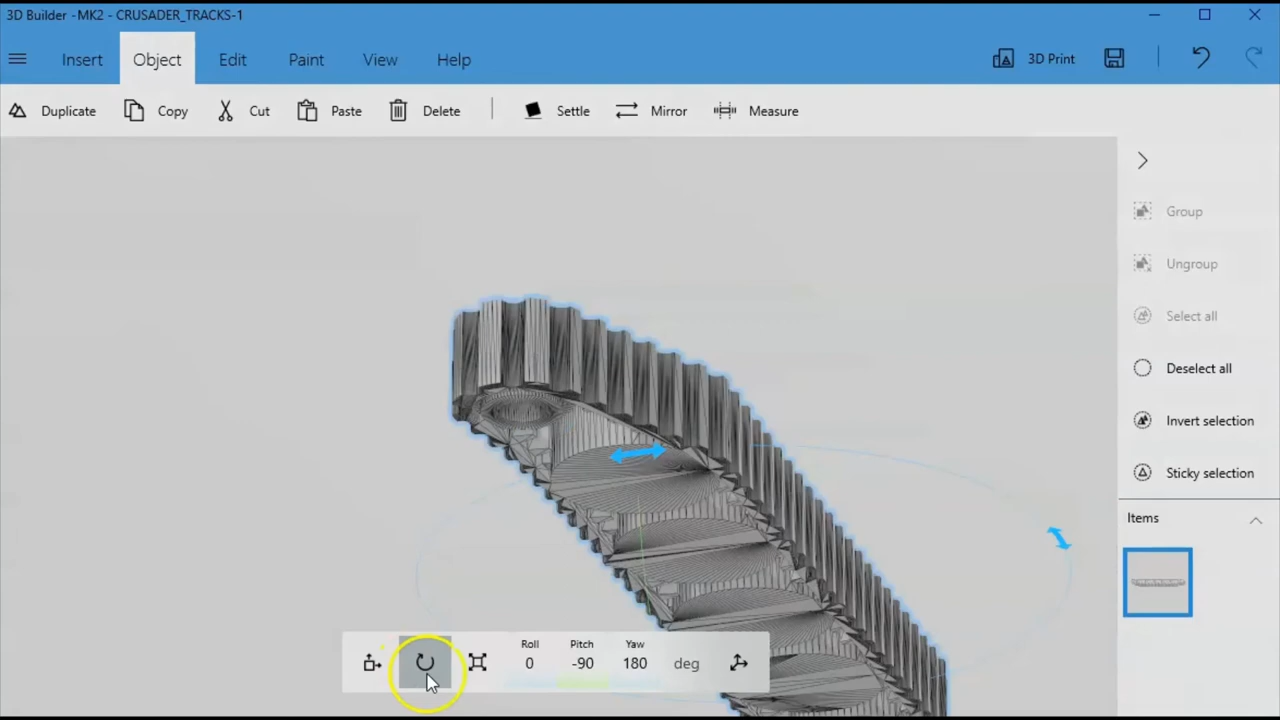 3D Builder - MK2 - CRUSADER_TRACKS-1
Insert Object Edit Paint View Help 3D Print
Duplicate Copy Cut Paste Delete Settle Mirror Measure
Group
Ungroup
Select all
Deselect all
Invert selection
Sticky selection
Items
Roll Pitch Yaw
0 -90 180 deg